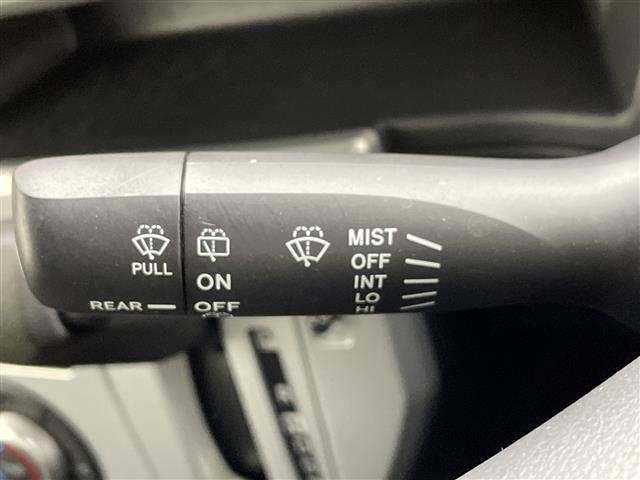 PULL
REAR
ON
OFF
MIST
OFF
INT
LO
HI